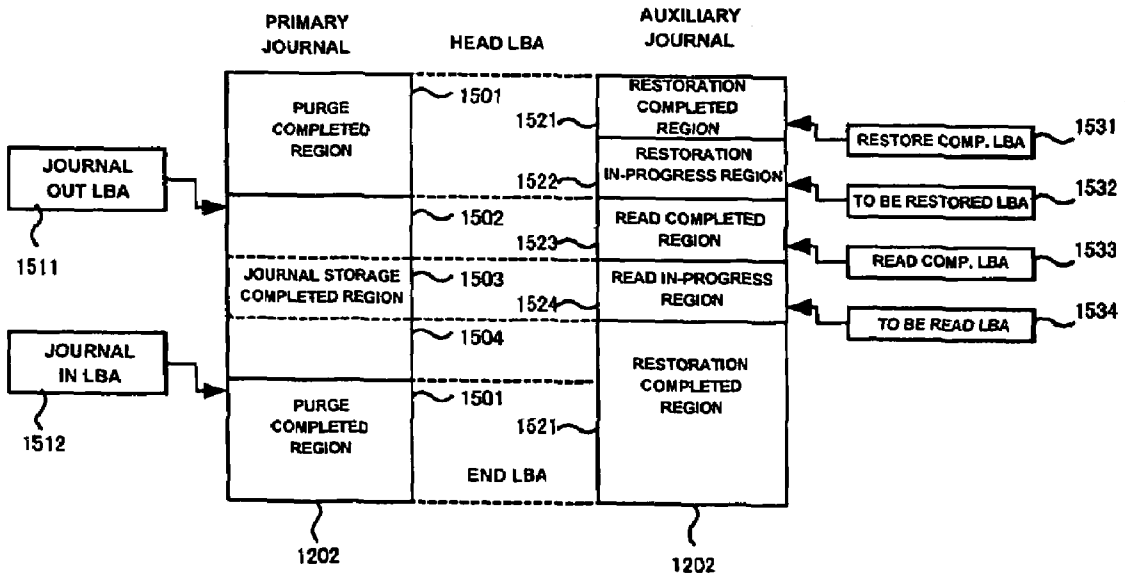 PRIMARY
JOURNAL
HEAD LBA
AUXILIARY
JOURNAL
PURGE
COMPLETED
REGION
1501
1521
RESTORATION
COMPLETED
REGION
RESTORE COMP. LBA
1531
JOURNAL
OUT LBA
1511
1522
RESTORATION
IN-PROGRESS REGION
TO BE RESTORED LBA
1532
1502
1523
READ COMPLETED
REGION
READ COMP. LBA
1533
JOURNAL STORAGE
COMPLETED REGION
1503
1524
READ IN-PROGRESS
REGION
TO BE READ LBA
1534
JOURNAL
IN LBA
1512
1504
RESTORATION
COMPLETED
REGION
PURGE
COMPLETED
REGION
1501
1521
END LBA
1202
1202